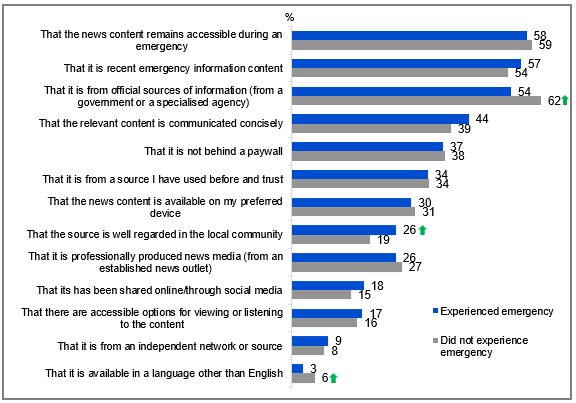 %
That the news content remains accessible during an
emergency
58
59
That it is recent emergency information content
57
54
That it is from official sources of information (from a
government or a specialised agency)
54
62
That the relevant content is communicated concisely
44
39
That it is not behind a paywall
37
38
That it is from a source I have used before and trust
34
34
That the news content is available on my preferred
device
30
31
That the source is well regarded in the local community
26
19
That it is professionally produced news media (from an
established news outlet)
26
27
That its has been shared online/through social media
18
15
That there are accessible options for viewing or listening
to the content
17
16
That it is from an independent network or source
9
8
That it is available in a language other than English
3
6
Experienced emergency
Did not experience
emergency